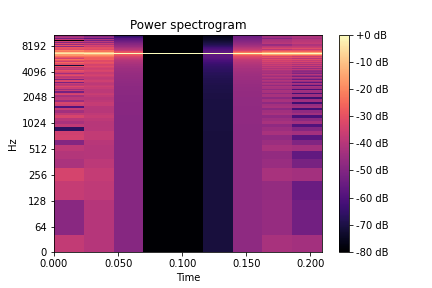 Power spectrogram
8192
4096
2048
1024
512
256
128
64
0
Hz
0.000 0.050 0.100 0.150 0.200
Time
+0 dB
-10 dB
-20 dB
-30 dB
-40 dB
-50 dB
-60 dB
-70 dB
-80 dB